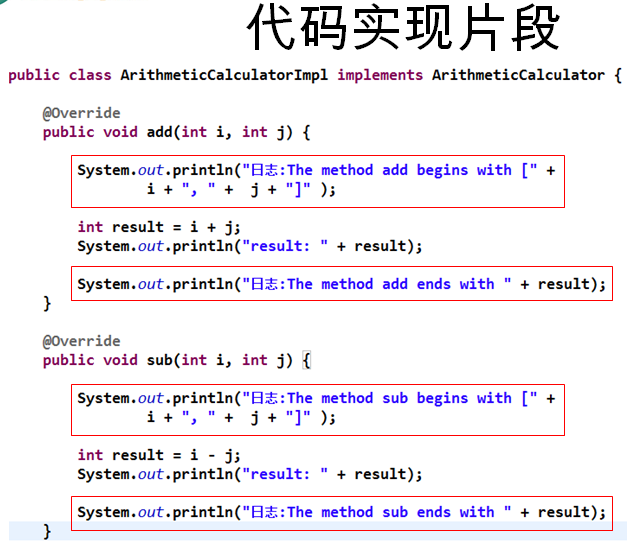 代码实现片段
public class ArithmeticCalculatorImpl implements ArithmeticCalculator {
@Override
public void add(int i, int j) {
System.out.println("日志:The method add begins with [" +
i + ", " + j + "]" );
int result = i + j;
System.out.println("result: " + result);
System.out.println("日志:The method add ends with " + result);
}
@Override
public void sub(int i, int j) {
System.out.println("日志:The method sub begins with [" +
i + ", " + j + "]" );
int result = i - j;
System.out.println("result: " + result);
System.out.println("日志:The method sub ends with " + result);
}